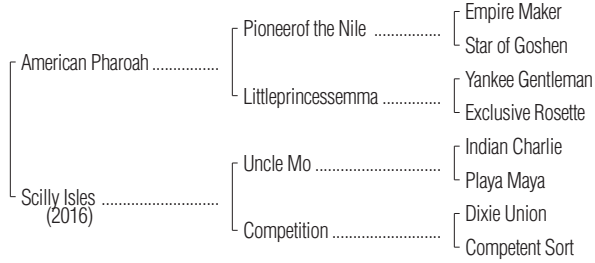 Empire Maker
Pioneerof the Nile ................
Star of Goshen
American Pharoah ................
Yankee Gentleman
Littleprincessemma ..............
Exclusive Rosette
Indian Charlie
Uncle Mo ..............................
Playa Maya
Scilly Isles ............................
(2016)
Dixie Union
Competition ..........................
Competent Sort